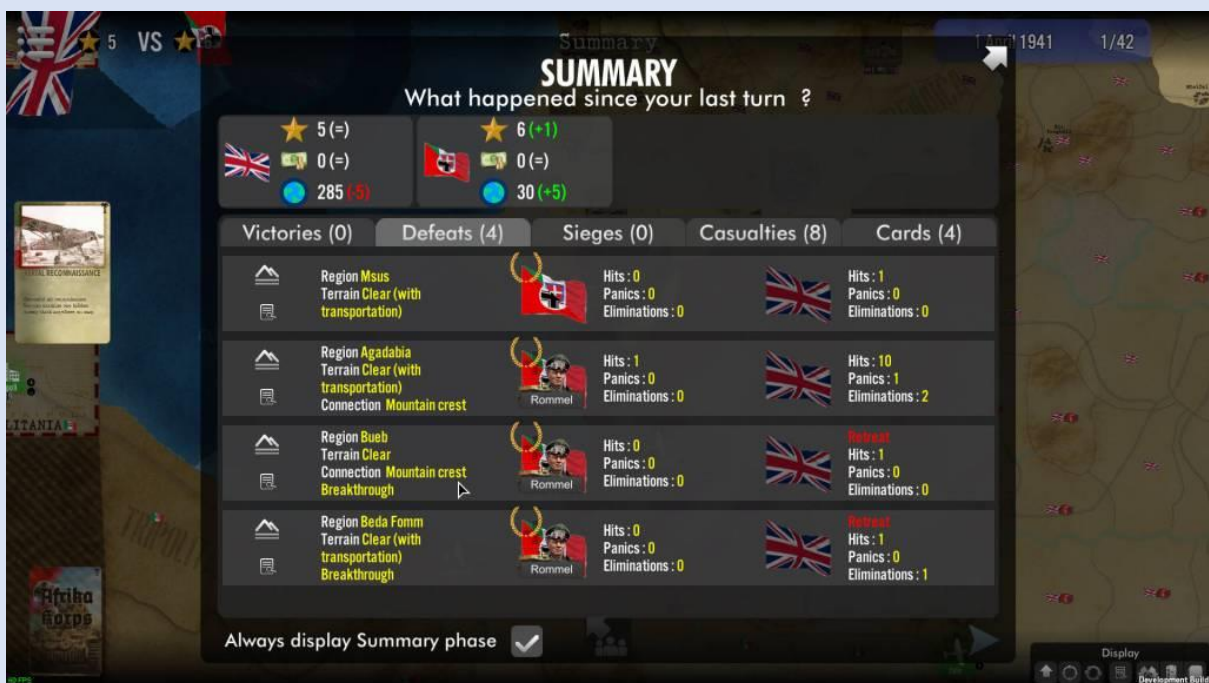 5 VS
Summary
1 April 1941 1/42
SUMMARY
What happened since your last turn ?
5 (=)
0 (=)
285 (-5)
6 (+1)
0 (=)
30 (+5)
Victories (0) Defeats (4) Sieges (0) Casualties (8) Cards (4)
Region Msus
Terrain Clear (with
transportation)
Hits : 0
Panics : 0
Eliminations : 0
Hits : 1
Panics : 0
Eliminations : 0
Region Agadabia
Terrain Clear (with
transportation)
Connection Mountain crest
Rommel
Hits : 1
Panics : 0
Eliminations : 0
Hits : 10
Panics : 1
Eliminations : 2
Region Bueb
Terrain Clear
Connection Mountain crest
Breakthrough
Rommel
Hits : 0
Panics : 0
Eliminations : 0
Retreat
Hits : 1
Panics : 0
Eliminations : 0
Region Beda Fomm
Terrain Clear (with
transportation)
Breakthrough
Rommel
Hits : 0
Panics : 0
Eliminations : 0
Retreat
Hits : 1
Panics : 0
Eliminations : 1
Always display Summary phase
RECONNAISSANCE
LITANIA
Afrika
Korps
Display
Development Build